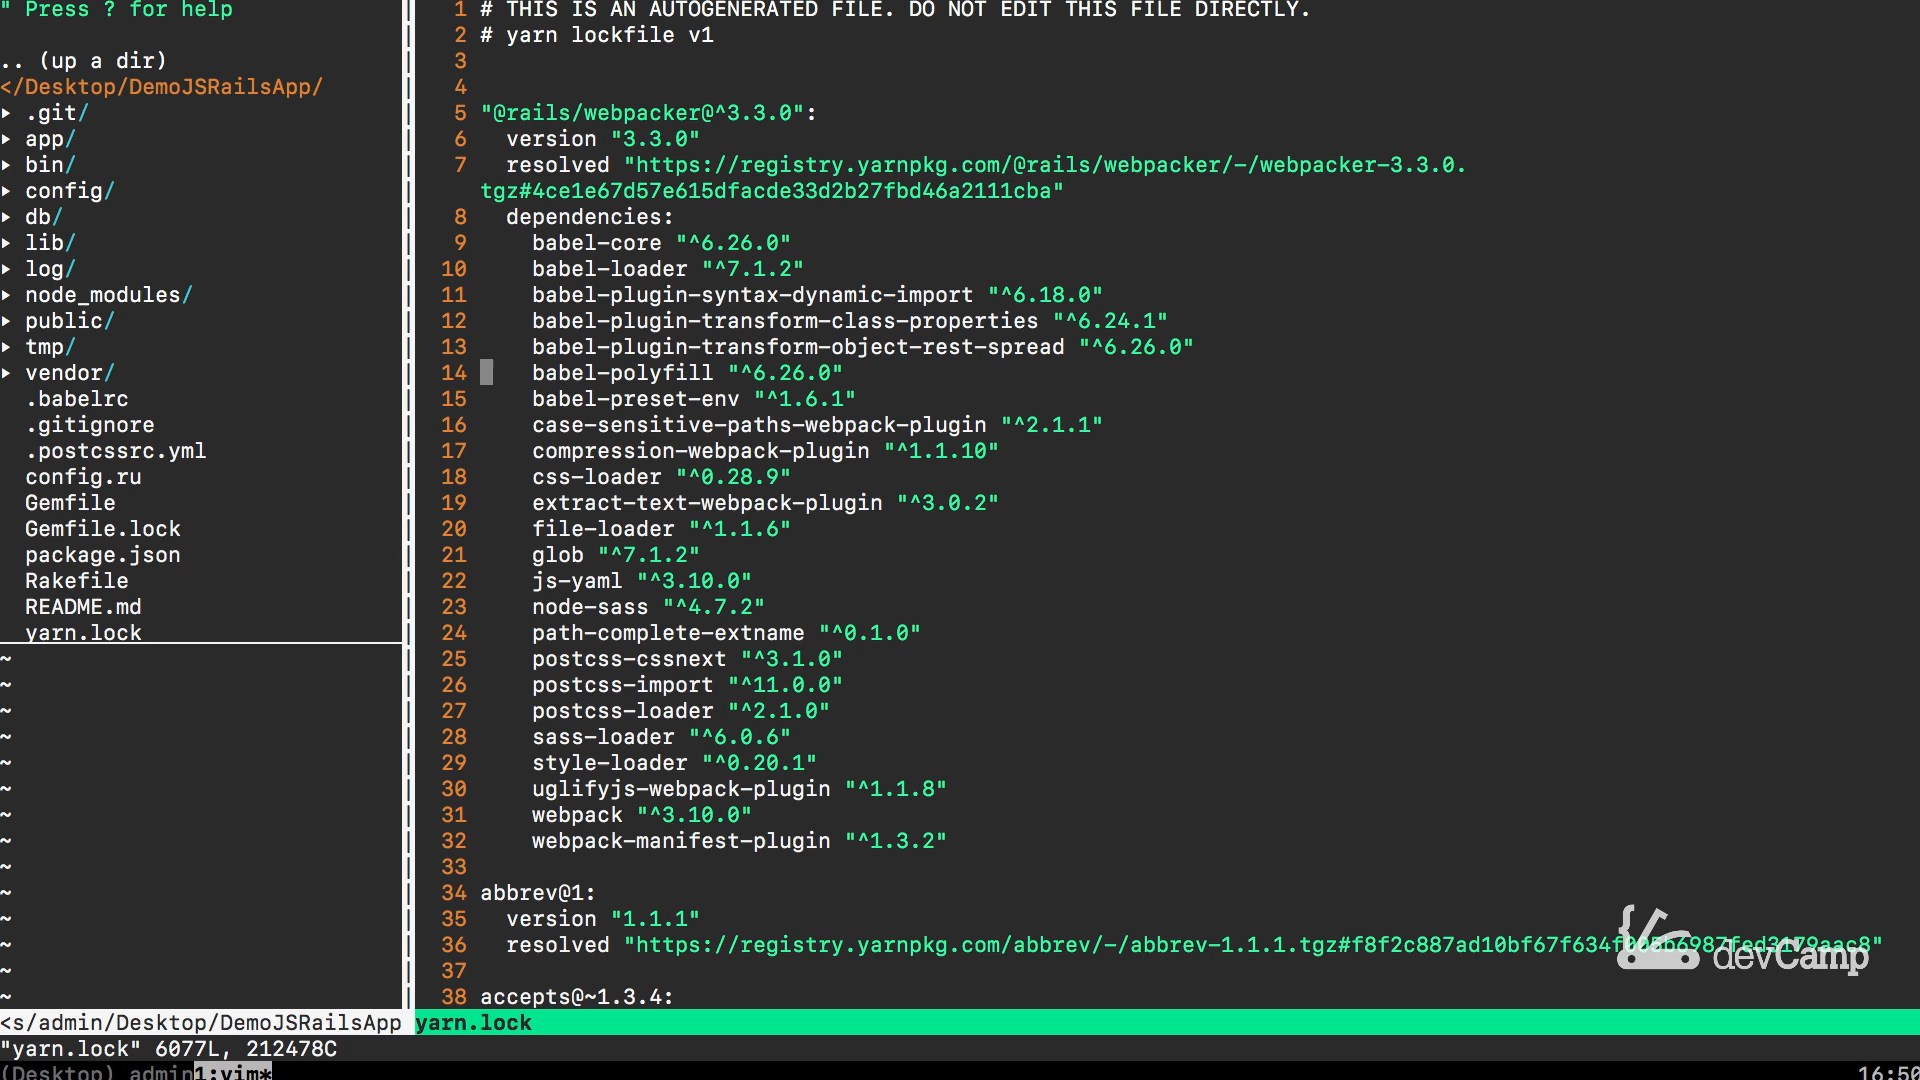 " Press ? for help
.. (up a dir)
</Desktop/DemoJSRailsApp/
▸ .git/
▸ app/
▸ bin/
▸ config/
▸ db/
▸ lib/
▸ log/
▸ node_modules/
▸ public/
▸ tmp/
▸ vendor/
.babelrc
.gitignore
.postcssrc.yml
config.ru
Gemfile
Gemfile.lock
package.json
Rakefile
README.md
yarn.lock
~
~
~
~
~
~
~
~
~
~
~
~
~
~
<s/admin/Desktop/DemoJSRailsApp
1 # THIS IS AN AUTOGENERATED FILE. DO NOT EDIT THIS FILE DIRECTLY.
2 # yarn lockfile v1
3
4
5 "@rails/webpacker@^3.3.0":
6   version "3.3.0"
7   resolved "https://registry.yarnpkg.com/@rails/webpacker/-/webpacker-3.3.0.
tgz#4ce1e67d57e615dfacde33d2b27fbd46a2111cba"
8   dependencies:
9     babel-core "^6.26.0"
10     babel-loader "^7.1.2"
11     babel-plugin-syntax-dynamic-import "^6.18.0"
12     babel-plugin-transform-class-properties "^6.24.1"
13     babel-plugin-transform-object-rest-spread "^6.26.0"
14     babel-polyfill "^6.26.0"
15     babel-preset-env "^1.6.1"
16     case-sensitive-paths-webpack-plugin "^2.1.1"
17     compression-webpack-plugin "^1.1.10"
18     css-loader "^0.28.9"
19     extract-text-webpack-plugin "^3.0.2"
20     file-loader "^1.1.6"
21     glob "^7.1.2"
22     js-yaml "^3.10.0"
23     node-sass "^4.7.2"
24     path-complete-extname "^0.1.0"
25     postcss-cssnext "^3.1.0"
26     postcss-import "^11.0.0"
27     postcss-loader "^2.1.0"
28     sass-loader "^6.0.6"
29     style-loader "^0.20.1"
30     uglifyjs-webpack-plugin "^1.1.8"
31     webpack "^3.10.0"
32     webpack-manifest-plugin "^1.3.2"
33
34 abbrev@1:
35   version "1.1.1"
36   resolved
37
38 accepts@~1.3.4:
yarn.lock
"yarn.lock" 6077L, 212478C
(Desktop) admin 1:vim*
16:50
devCamp